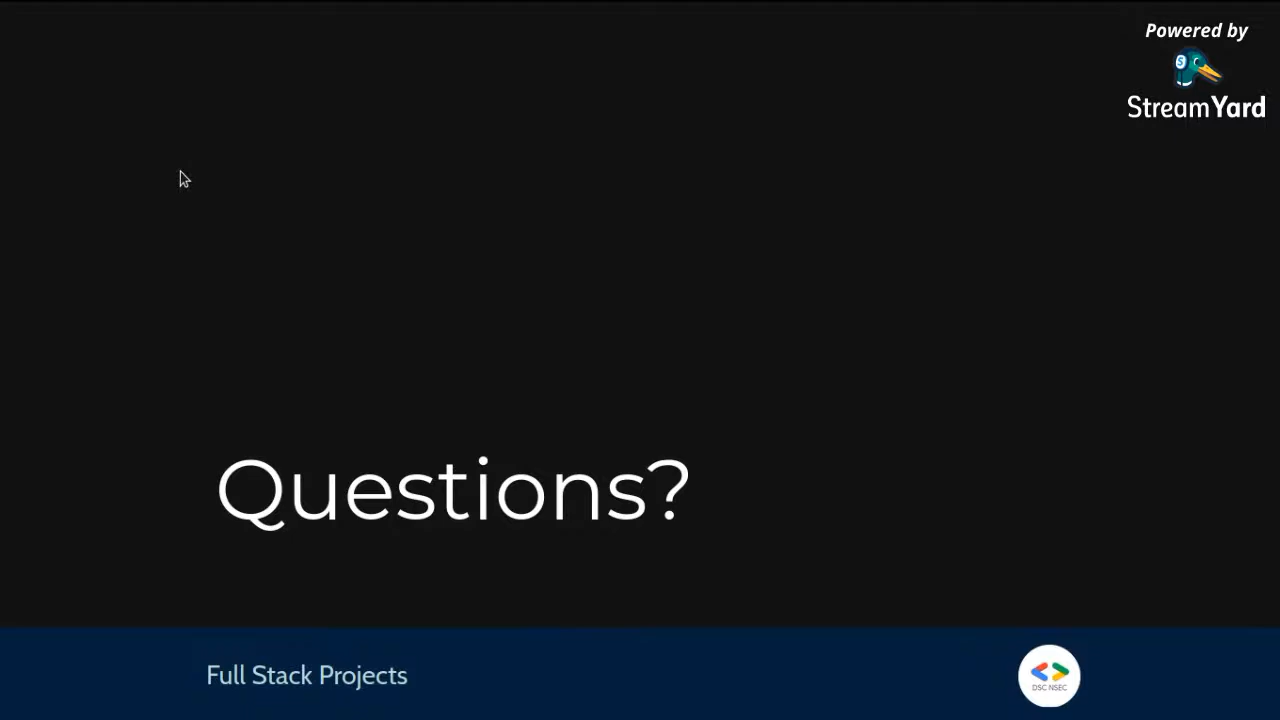 Powered by
S
StreamYard
Questions?
Full Stack Projects
DSC NSEC